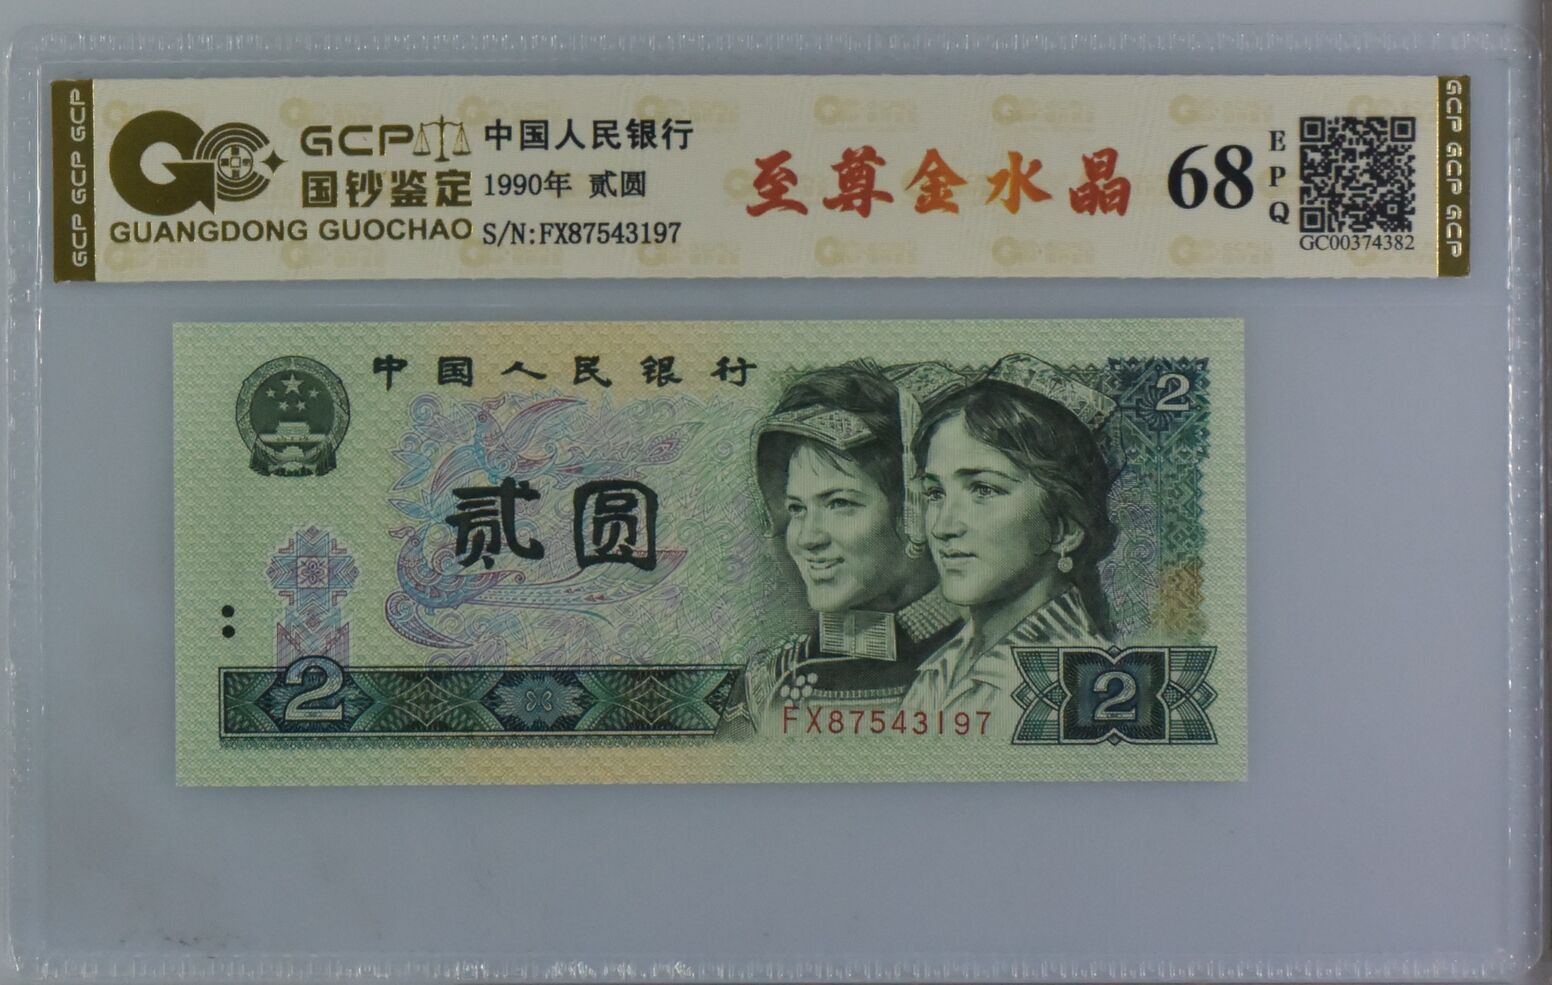 GCP GCP GCP
GCP
国钞鉴定
GUANGDONG GUOCHAO
中国人民银行
1990年 贰圆
S/N:FX87543197
至尊金水晶
68
EPQ
GC00374382
GCP GCP GCP
中国人民银行
贰圆
2
2
2
FX87543197